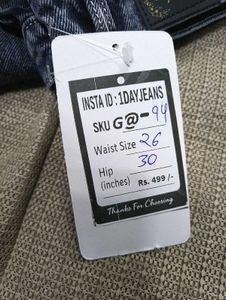 INSTA ID : 1DAYJEANS
SKU G@-94
Waist Size 26
Hip 30
(inches) Rs. 499 /-
Thanks For Choosing